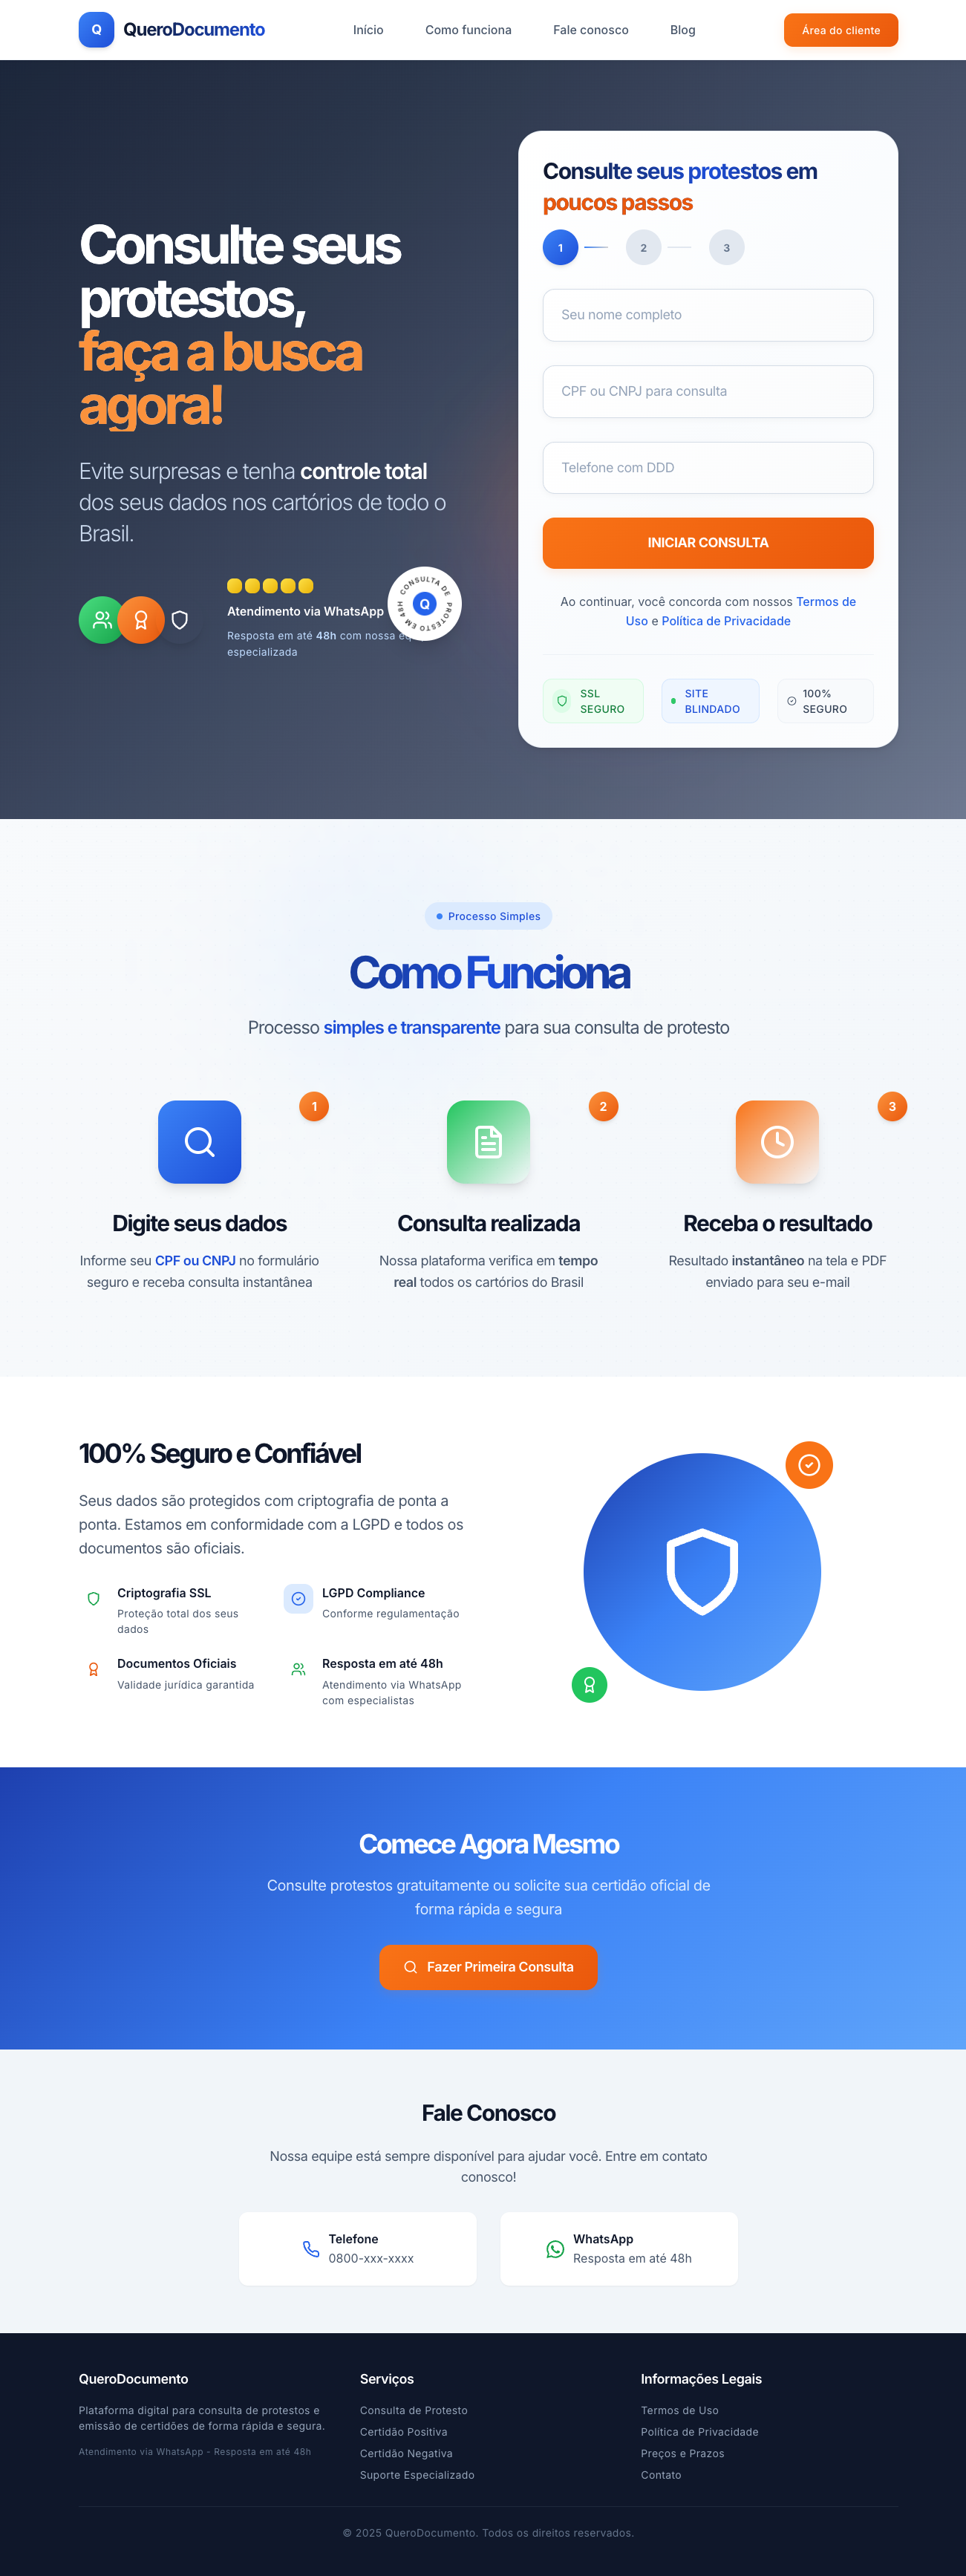 Q QueroDocumento
Início
Como funciona
Fale conosco
Blog
Área do cliente
Consulte seus
protestos,
faça a busca
agora!
Evite surpresas e tenha controle total
dos seus dados nos cartórios de todo o
Brasil.
Atendimento via WhatsApp
Resposta em até 48h com nossa
especializada
CONSULTA DE PROTESTO EM 48H
Q
Consulte seus protestos em
poucos passos
1
2
3
Seu nome completo
CPF ou CNPJ para consulta
Telefone com DDD
INICIAR CONSULTA
Ao continuar, você concorda com nossos Termos de
Uso e Política de Privacidade
SSL
SEGURO
SITE
BLINDADO
100%
SEGURO
Processo Simples
Como Funciona
Processo simples e transparente para sua consulta de protesto
1
Digite seus dados
Informe seu CPF ou CNPJ no formulário
seguro e receba consulta instantânea
2
Consulta realizada
Nossa plataforma verifica em tempo
real todos os cartórios do Brasil
3
Receba o resultado
Resultado instantâneo na tela e PDF
enviado para seu e-mail
100% Seguro e Confiável
Seus dados são protegidos com criptografia de ponta a
ponta. Estamos em conformidade com a LGPD e todos os
documentos são oficiais.
Criptografia SSL
Proteção total dos seus
dados
LGPD Compliance
Conforme regulamentação
Documentos Oficiais
Validade jurídica garantida
Resposta em até 48h
Atendimento via WhatsApp
com especialistas
Comece Agora Mesmo
Consulte protestos gratuitamente ou solicite sua certidão oficial de
forma rápida e segura
Fazer Primeira Consulta
Fale Conosco
Nossa equipe está sempre disponível para ajudar você. Entre em contato
conosco!
Telefone
0800-xxx-xxxx
WhatsApp
Resposta em até 48h
QueroDocumento
Plataforma digital para consulta de protestos e
emissão de certidões de forma rápida e segura.
Atendimento via WhatsApp - Resposta em até 48h
Serviços
Consulta de Protesto
Certidão Positiva
Certidão Negativa
Suporte Especializado
Informações Legais
Termos de Uso
Política de Privacidade
Preços e Prazos
Contato
© 2025 QueroDocumento. Todos os direitos reservados.